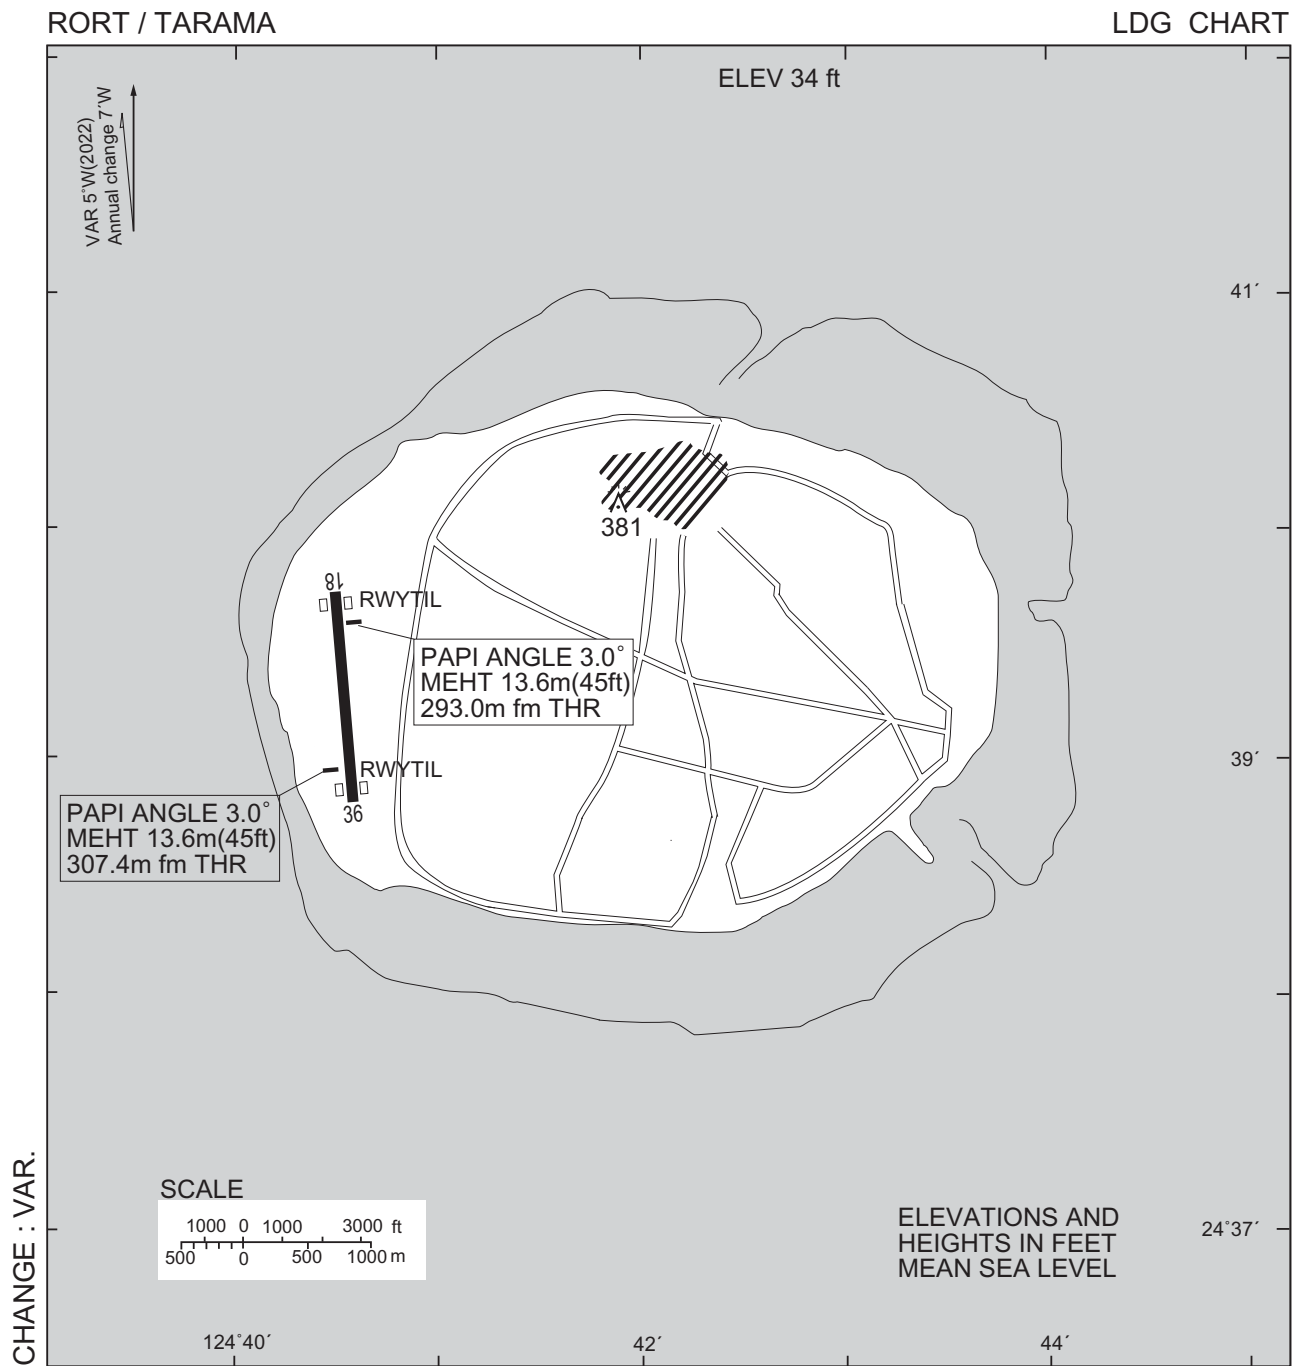 RORT / TARAMA
LDG CHART
ELEV 34 ft
VAR 5˚W(2022)
Annual change 7´W
41´
381
18
RWYTIL
PAPI ANGLE 3.0˚
MEHT 13.6m(45ft)
293.0m fm THR
39´
RWYTIL
36
PAPI ANGLE 3.0˚
MEHT 13.6m(45ft)
307.4m fm THR
CHANGE : VAR.
SCALE
1000 0 1000 3000 ft
500 0 500 1000 m
ELEVATIONS AND
HEIGHTS IN FEET
MEAN SEA LEVEL
24˚37´
124˚40´
42´
44´